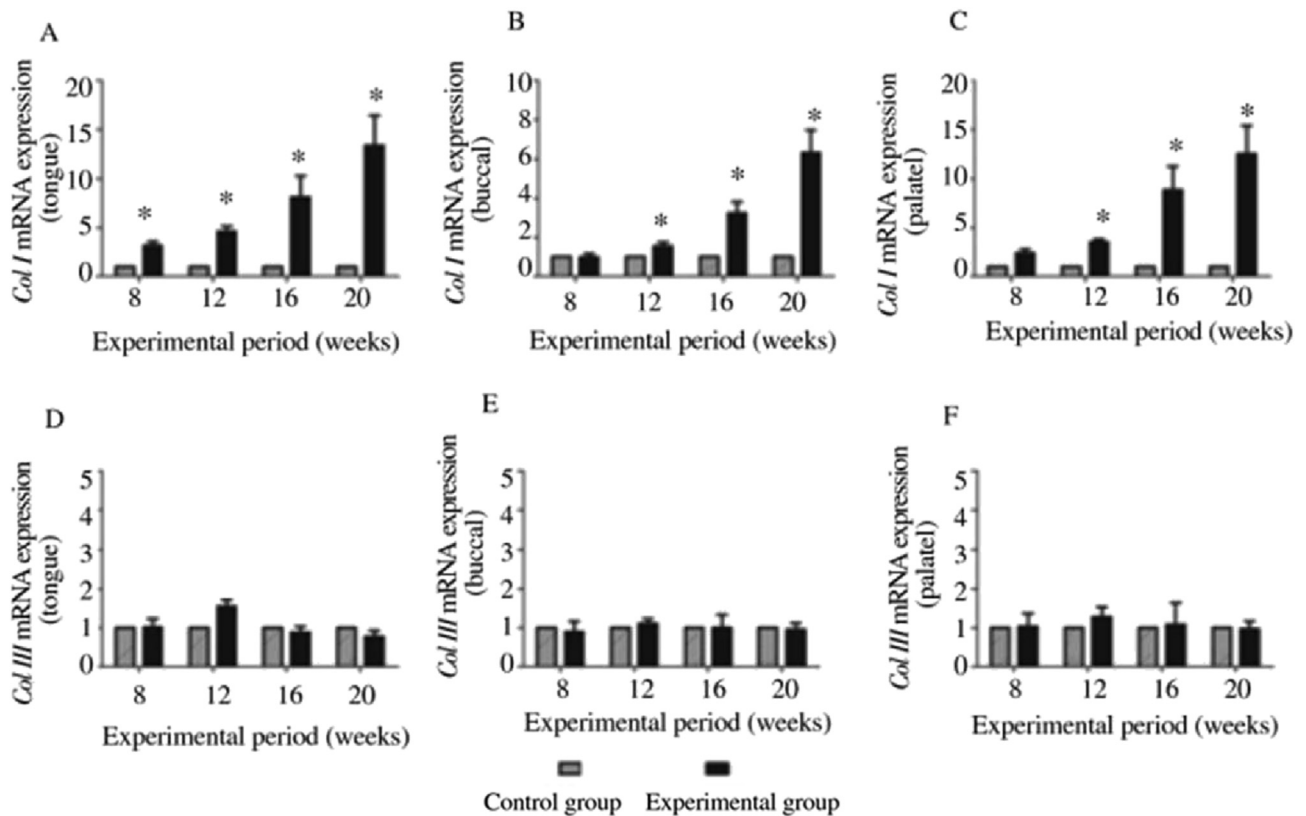 A
Col I mRNA expression
(tongue)
20
15
10
5
0
*
*
*
*
8 12 16 20
Experimental period (weeks)
B
Col I mRNA expression
(buccal)
10
8
6
4
2
0
*
*
*
8 12 16 20
Experimental period (weeks)
C
Col I mRNA expression
(palatel)
20
15
10
5
0
*
*
*
8 12 16 20
Experimental period (weeks)
D
Col III mRNA expression
(tongue)
5
4
3
2
1
0
8 12 16 20
Experimental period (weeks)
E
Col III mRNA expression
(buccal)
5
4
3
2
1
0
8 12 16 20
Experimental period (weeks)
F
Col III mRNA expression
(palatel)
5
4
3
2
1
0
8 12 16 20
Experimental period (weeks)
Control group Experimental group